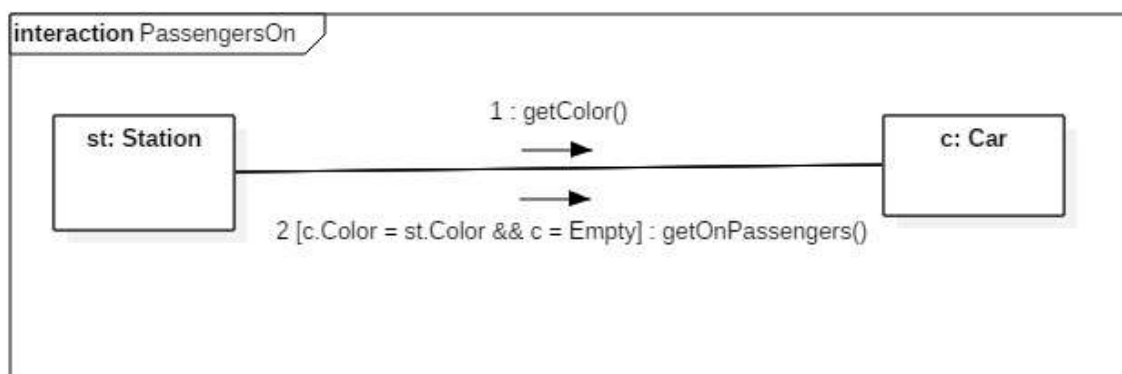 interaction PassengersOn
1 : getColor()
st: Station
c: Car
2 [c.Color = st.Color && c = Empty] : getOnPassengers()